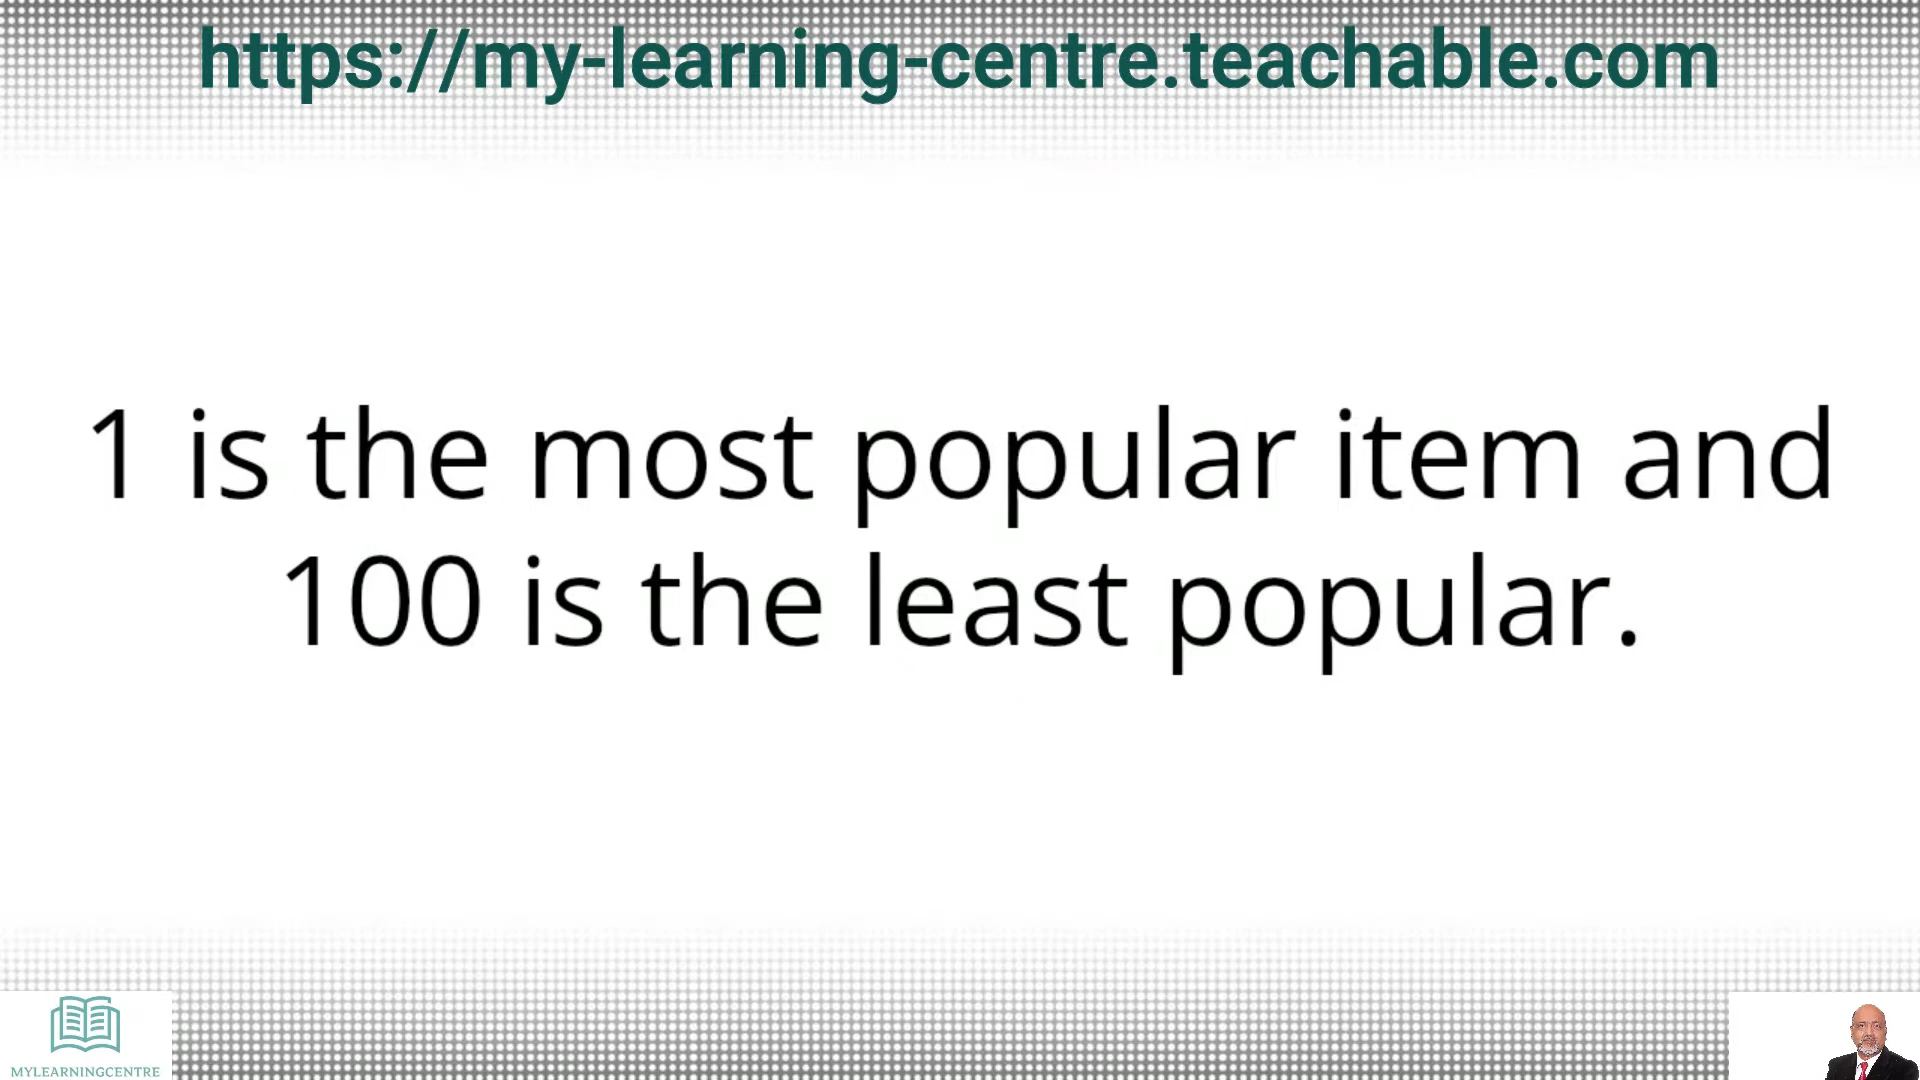 https://my-learning-centre.teachable.com
1 is the most popular item and
100 is the least popular.
MYLEARNINGCENTRE